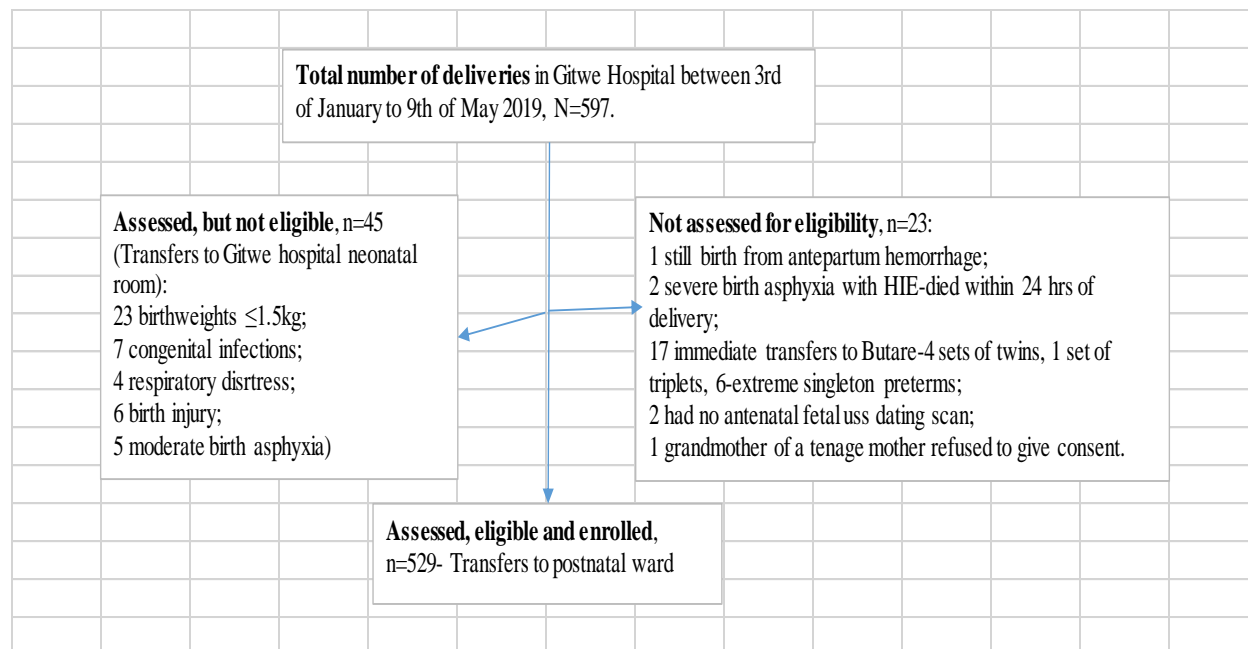 Total number of deliveries in Gitwe Hospital between 3rd
of January to 9th of May 2019, N=597.
Assessed, but not eligible, n=45
(Transfers to Gitwe hospital neonatal
room):
23 birthweights ≤1.5kg;
7 congenital infections;
4 respiratory disrtress;
6 birth injury;
5 moderate birth asphyxia)
Not assessed for eligibility, n=23:
1 still birth from antepartum hemorrhage;
2 severe birth asphyxia with HIE-died within 24 hrs of
delivery;
17 immediate transfers to Butare-4 sets of twins, 1 set of
triplets, 6-extreme singleton preterms;
2 had no antenatal fetal uss dating scan;
1 grandmother of a tenage mother refused to give consent.
Assessed, eligible and enrolled,
n=529- Transfers to postnatal ward